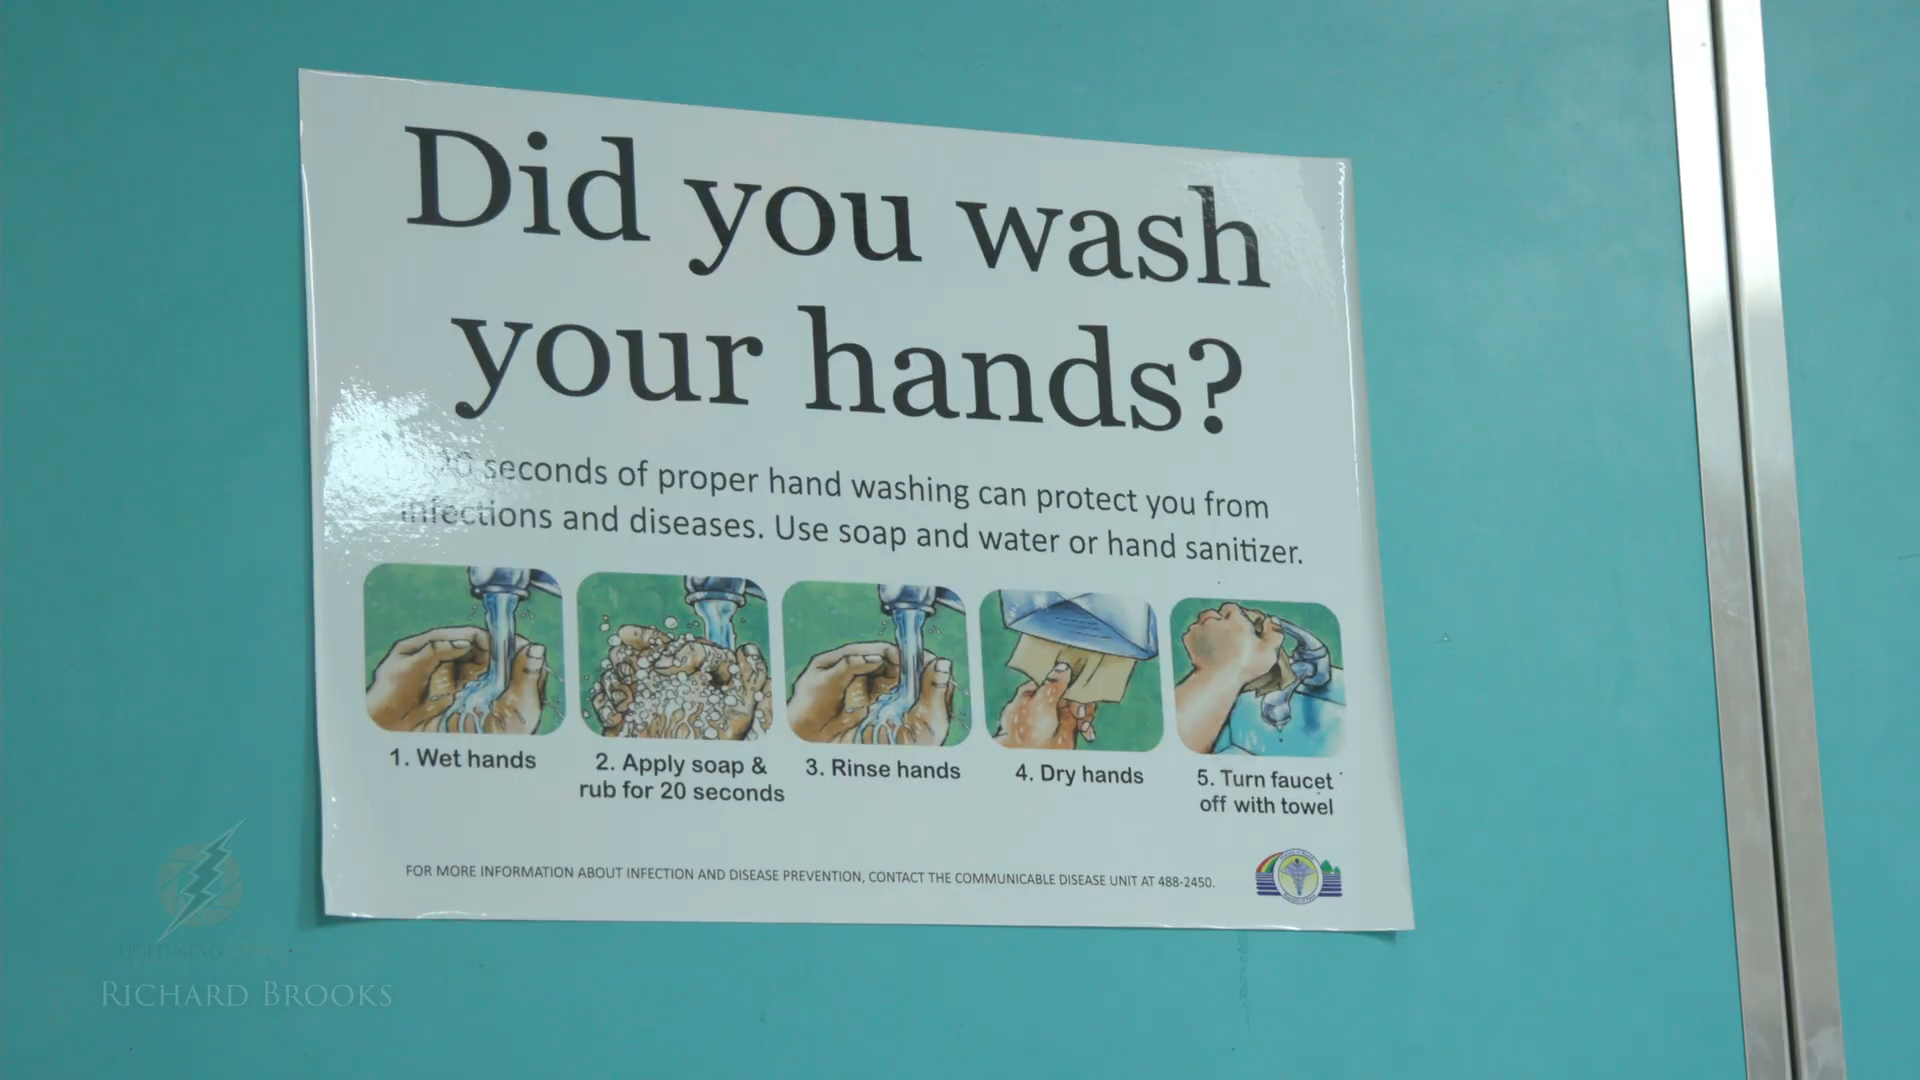 Did you wash
your hands?
20 seconds of proper hand washing can protect you from
infections and diseases. Use soap and water or hand sanitizer.
1. Wet hands
2. Apply soap &
rub for 20 seconds
3. Rinse hands
4. Dry hands
5. Turn faucet
off with towel
FOR MORE INFORMATION ABOUT INFECTION AND DISEASE PREVENTION, CONTACT THE COMMUNICABLE DISEASE UNIT AT 488-2450.
RICHARD BROOKS